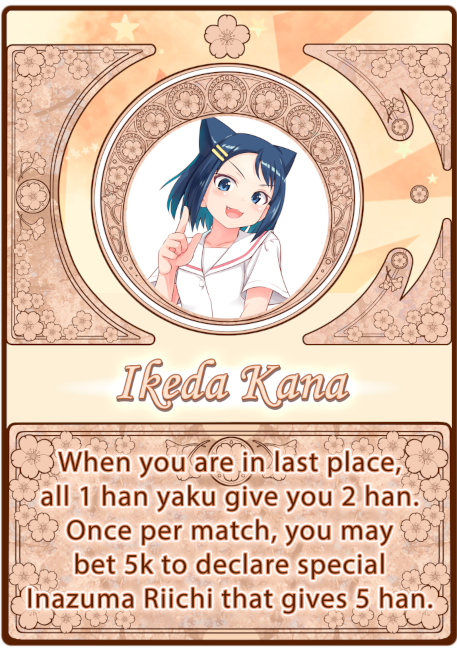 Ikeda Kana
When you are in last place,
all 1 han yaku give you 2 han.
Once per match, you may
bet 5k to declare special
Inazuma Riichi that gives 5 han.